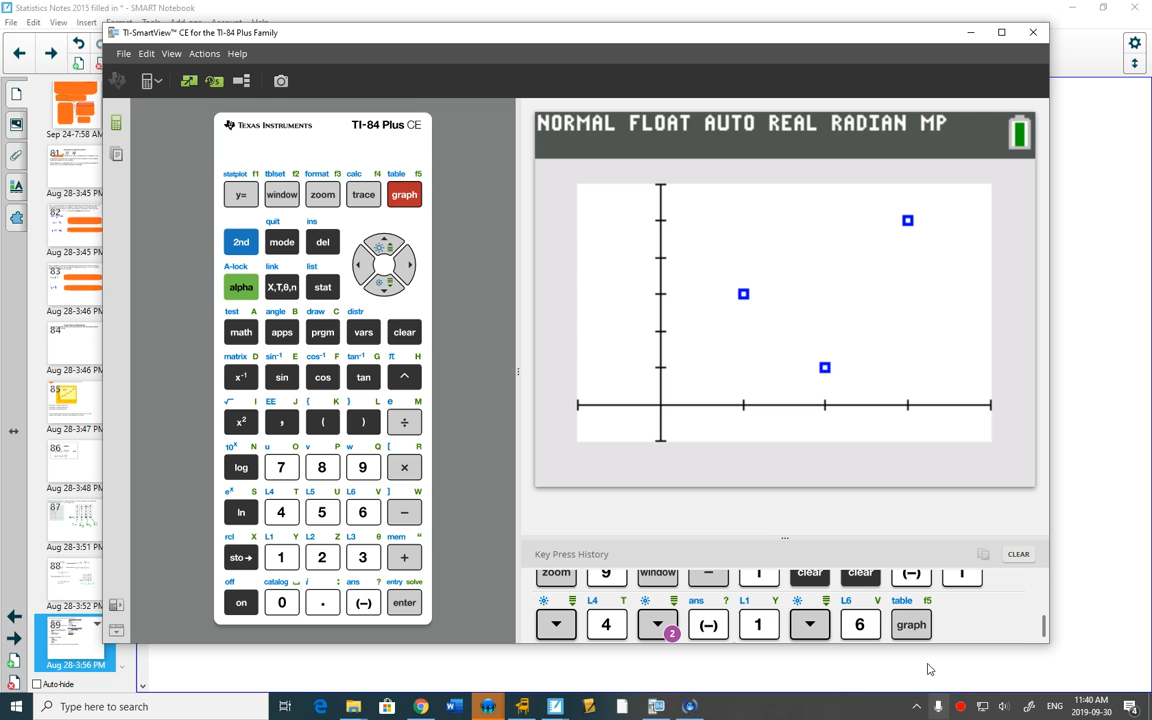 Statistics Notes 2015 filled in * - SMART Notebook
File Edit View Insert
TI-SmartView™ CE for the TI-84 Plus Family
File Edit View Actions Help
TEXAS INSTRUMENTS TI-84 Plus CE
statplot f1 tblset f2 format f3 calc f4 table f5
y= window zoom trace graph
quit ins
2nd mode del
A-lock link list
alpha X,T,θ,n stat
test A angle B draw C distr
math apps prgm vars clear
matrix D sin⁻¹ E cos⁻¹ F tan⁻¹ G π H
x⁻¹ sin cos tan ^
√ I EE J { K } L e M
x² , ( ) ÷
10ˣ N u O v P w Q [ R
log 7 8 9 ×
eˣ S L4 T L5 U L6 V ] W
ln 4 5 6 −
rcl X L1 Y L2 Z L3 θ mem "
sto→ 1 2 3 +
off catalog i : ans ? entry solve
on 0 . (−) enter
NORMAL FLOAT AUTO REAL RADIAN MP
Key Press History
CLEAR
zoom 9 window − 1 clear clear (−) 1
L4 T ans ? L1 Y L6 V table f5
4 2 (−) 1 6 graph
Sep 24-7:58 AM
81
Aug 28-3:45 PM
82
Aug 28-3:45 PM
83
Aug 28-3:46 PM
84
Aug 28-3:46 PM
85
Aug 28-3:47 PM
86
Aug 28-3:48 PM
87
Aug 28-3:51 PM
88
Aug 28-3:52 PM
89
Aug 28-3:56 PM
Auto-hide
Type here to search
ENG
11:40 AM
2019-09-30
4